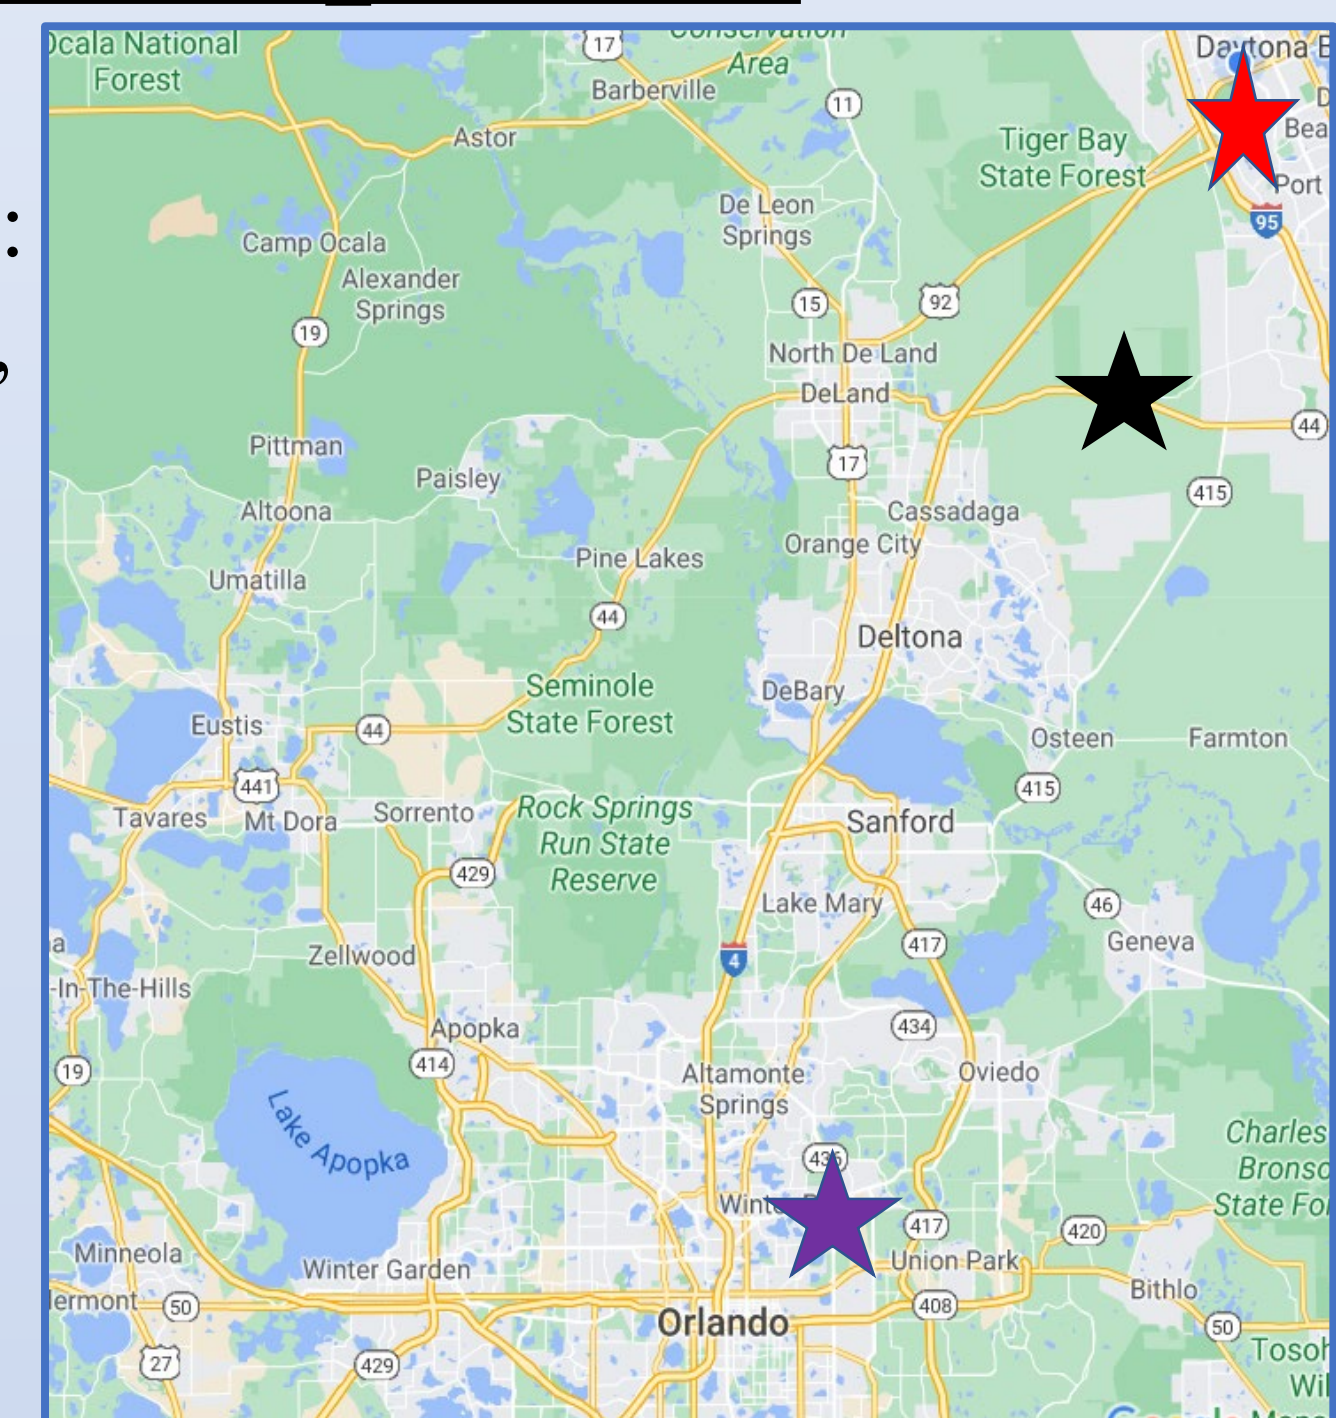 Ocala National
Forest
17
Conservation
Area
Daytona B
Barberville
11
Astor
Bea
Tiger Bay
State Forest
Port
De Leon
Springs
95
:
Camp Ocala
Alexander
Springs
15
92
19
North De Land
,
DeLand
44
Pittman
17
Paisley
415
Altoona
Cassadaga
Orange City
Pine Lakes
Umatilla
44
Deltona
Seminole
State Forest
DeBary
Eustis
44
Osteen
Farmton
441
415
Tavares
Mt Dora
Sorrento
Rock Springs
Run State
Reserve
Sanford
429
Lake Mary
46
Zellwood
417
Geneva
4
-In-The-Hills
434
Apopka
414
19
Altamonte
Springs
Oviedo
Lake Apopka
Charles
Bronso
State For
436
Winte
417
420
Minneola
Winter Garden
Union Park
Bithlo
lermont
50
408
Orlando
50
27
429
Tosoh
Wil